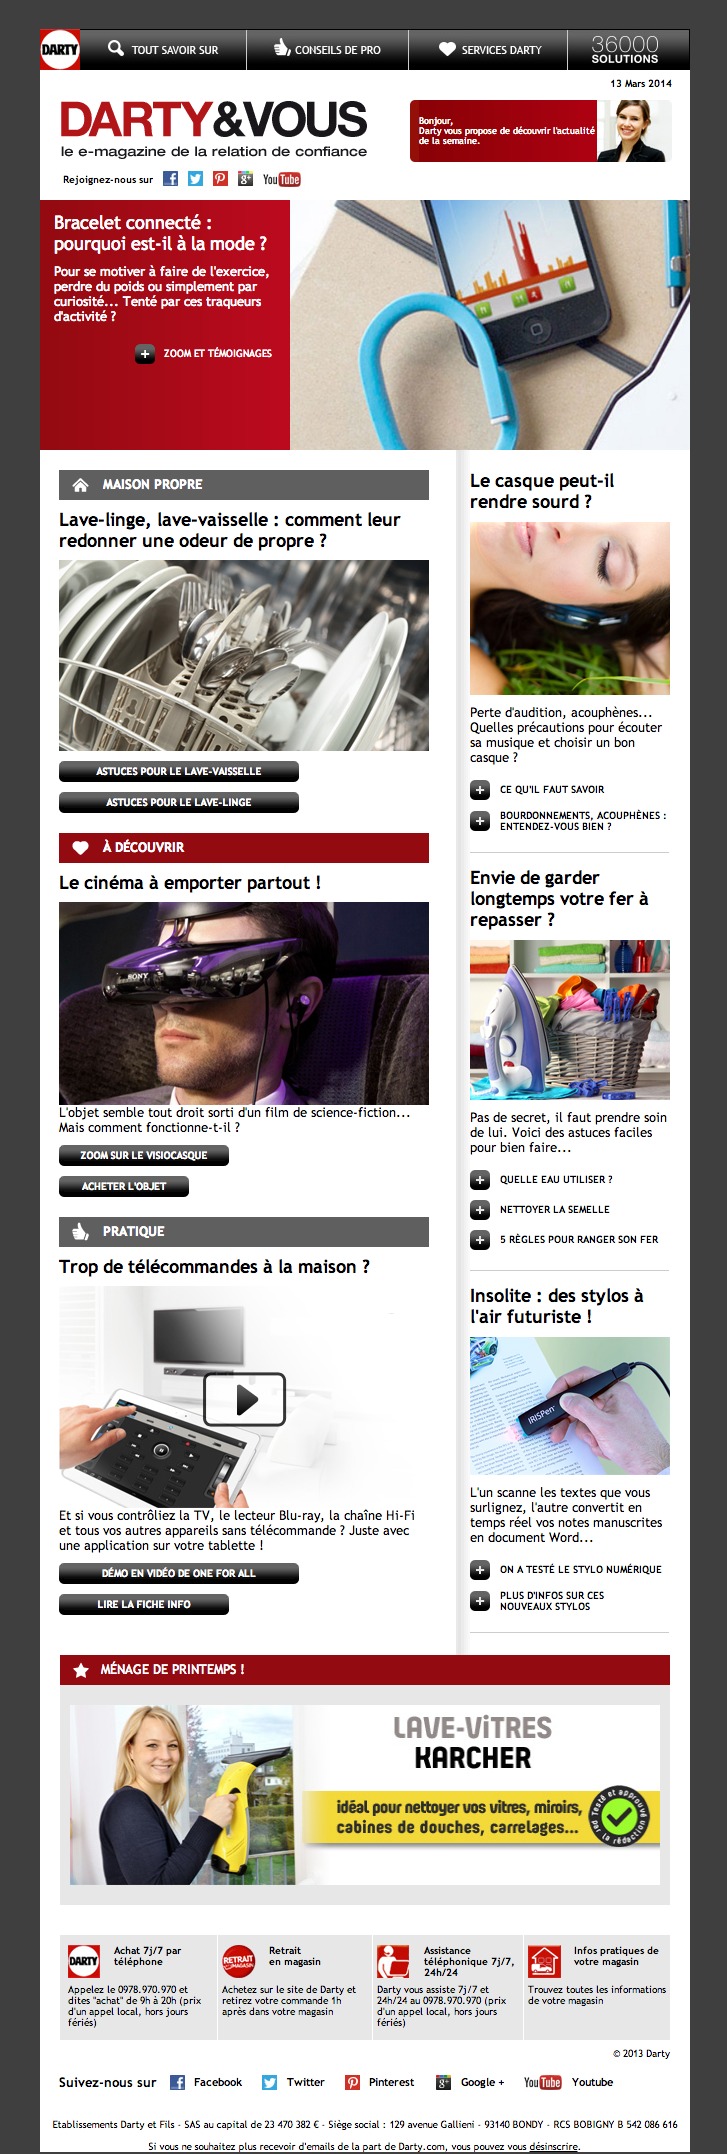 DARTY
TOUT SAVOIR SUR
CONSEILS DE PRO
SERVICES DARTY
36000
SOLUTIONS
13 Mars 2014
DARTY&VOUS
le e-magazine de la relation de confiance
Bonjour,
Darty vous propose de découvrir l'actualité
de la semaine.
Rejoignez-nous sur
You Tube
Bracelet connecté :
pourquoi est-il à la mode ?
Pour se motiver à faire de l'exercice,
perdre du poids ou simplement par
curiosité... Tenté par ces traqueurs
d'activité ?
ZOOM ET TÉMOIGNAGES
MAISON PROPRE
Lave-linge, lave-vaisselle : comment leur
redonner une odeur de propre ?
ASTUCES POUR LE LAVE-VAISSELLE
ASTUCES POUR LE LAVE-LINGE
À DÉCOUVRIR
Le cinéma à emporter partout !
SONY
L'objet semble tout droit sorti d'un film de science-fiction...
Mais comment fonctionne-t-il ?
ZOOM SUR LE VISIOCASQUE
ACHETER L'OBJET
PRATIQUE
Trop de télécommandes à la maison ?
Et si vous contrôliez la TV, le lecteur Blu-ray, la chaîne Hi-Fi
et tous vos autres appareils sans télécommande ? Juste avec
une application sur votre tablette !
DÉMO EN VIDÉO DE ONE FOR ALL
LIRE LA FICHE INFO
Le casque peut-il
rendre sourd ?
Perte d'audition, acouphènes...
Quelles précautions pour écouter
sa musique et choisir un bon
casque ?
CE QU'IL FAUT SAVOIR
BOURDONNEMENTS, ACOUPHÈNES :
ENTENDEZ-VOUS BIEN ?
Envie de garder
longtemps votre fer à
repasser ?
Pas de secret, il faut prendre soin
de lui. Voici des astuces faciles
pour bien faire...
QUELLE EAU UTILISER ?
NETTOYER LA SEMELLE
5 RÈGLES POUR RANGER SON FER
Insolite : des stylos à
l'air futuriste !
IRISPen
L'un scanne les textes que vous
surlignez, l'autre convertit en
temps réel vos notes manuscrites
en document Word...
ON A TESTÉ LE STYLO NUMÉRIQUE
PLUS D'INFOS SUR CES
NOUVEAUX STYLOS
MÉNAGE DE PRINTEMPS !
LAVE-VITRES
KARCHER
idéal pour nettoyer vos vitres, miroirs,
cabines de douches, carrelages...
Testé et approuvé
par la rédaction
DARTY
Achat 7j/7 par
téléphone
Appelez le 0978.970.970 et
dites "achat" de 9h à 20h (prix
d'un appel local, hors jours
fériés)
RETRAIT
MAGASIN
Retrait
en magasin
Achetez sur le site de Darty et
retirez votre commande 1h
après dans votre magasin
Assistance
téléphonique 7j/7,
24h/24
Darty vous assiste 7j/7 et
24h/24 au 0978.970.970 (prix
d'un appel local, hors jours
fériés)
Infos pratiques de
votre magasin
Trouvez toutes les informations
de votre magasin
© 2013 Darty
Suivez-nous sur
Facebook
Twitter
Pinterest
Google +
You Tube
Youtube
Etablissements Darty et Fils - SAS au capital de 23 470 382 € - Siège social : 129 avenue Gallieni - 93140 BONDY - RCS BOBIGNY B 542 086 616
Si vous ne souhaitez plus recevoir d'emails de la part de Darty.com, vous pouvez vous désinscrire.